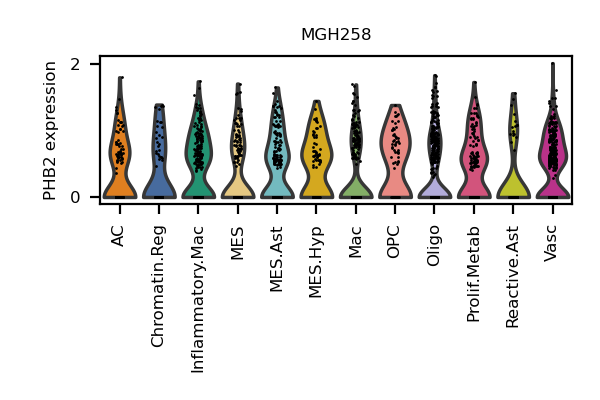 MGH258
PHB2 expression
2
0
AC
Chromatin.Reg
Inflammatory.Mac
MES
MES.Ast
MES.Hyp
Mac
OPC
Oligo
Prolif.Metab
Reactive.Ast
Vasc